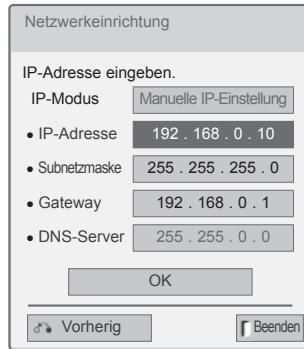 Netzwerkeinrichtung
IP-Adresse eingeben.
IP-Modus Manuelle IP-Einstellung
• IP-Adresse 192 . 168 . 0 . 10
• Subnetzmaske 255 . 255 . 255 . 0
• Gateway 192 . 168 . 0 . 1
• DNS-Server 255 . 255 . 0 . 0
OK
Vorherig Beenden